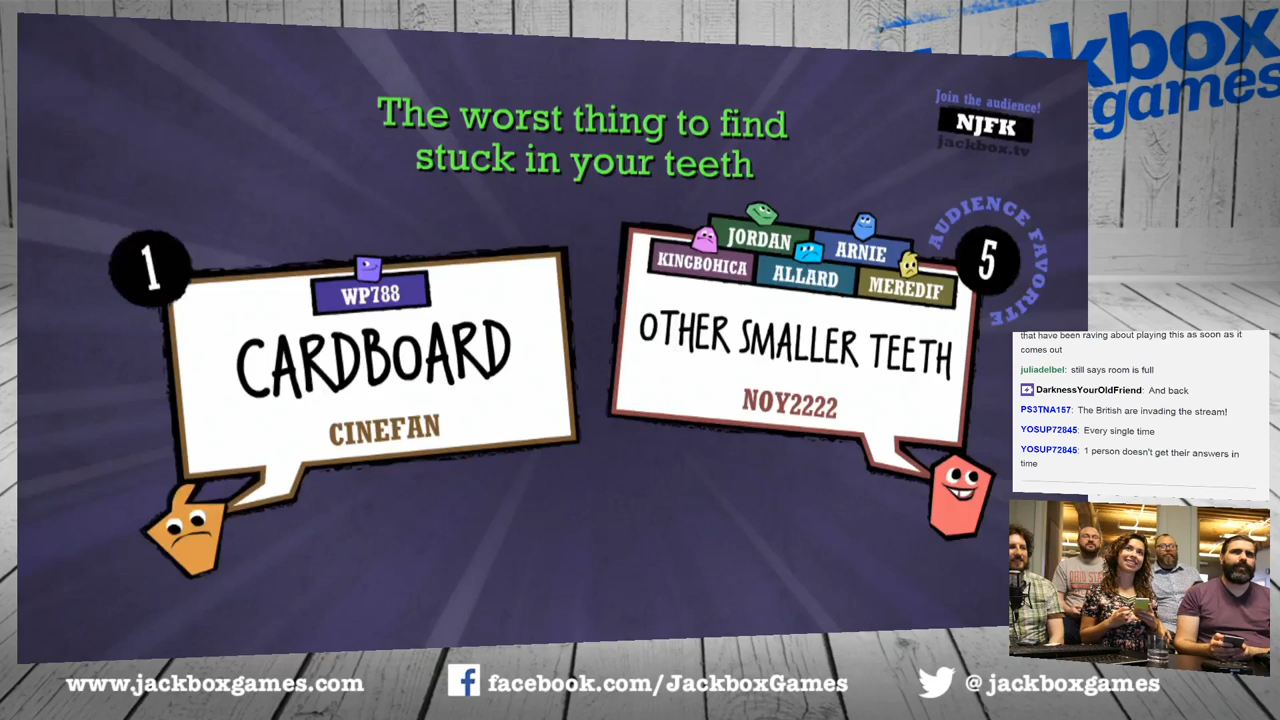 Jackbox
games
Join the audience!
NJFK
jackbox.tv
The worst thing to find
stuck in your teeth
AUDIENCE FAVORITE
1
WP788
CARDBOARD
CINEFAN
5
JORDAN
ARNIE
KINGBOHICA
ALLARD
MEREDIF
OTHER SMALLER TEETH
NOY2222
that have been raving about playing this as soon as it
comes out
juliadelbel: still says room is full
DarknessYourOldFriend: And back
PS3TNA157: The British are invading the stream!
YOSUP72845: Every single time
YOSUP72845: 1 person doesn't get their answers in
time
www.jackboxgames.com
facebook.com/JackboxGames
@jackboxgames